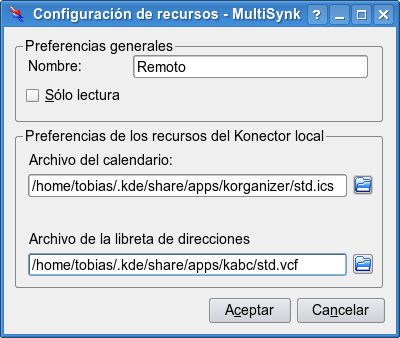 Configuración de recursos - MultiSynk
Preferencias generales
Nombre: Remoto
Sólo lectura
Preferencias de los recursos del Konector local
Archivo del calendario:
/home/tobias/.kde/share/apps/korganizer/std.ics
Archivo de la libreta de direcciones
/home/tobias/.kde/share/apps/kabc/std.vcf
Aceptar Cancelar